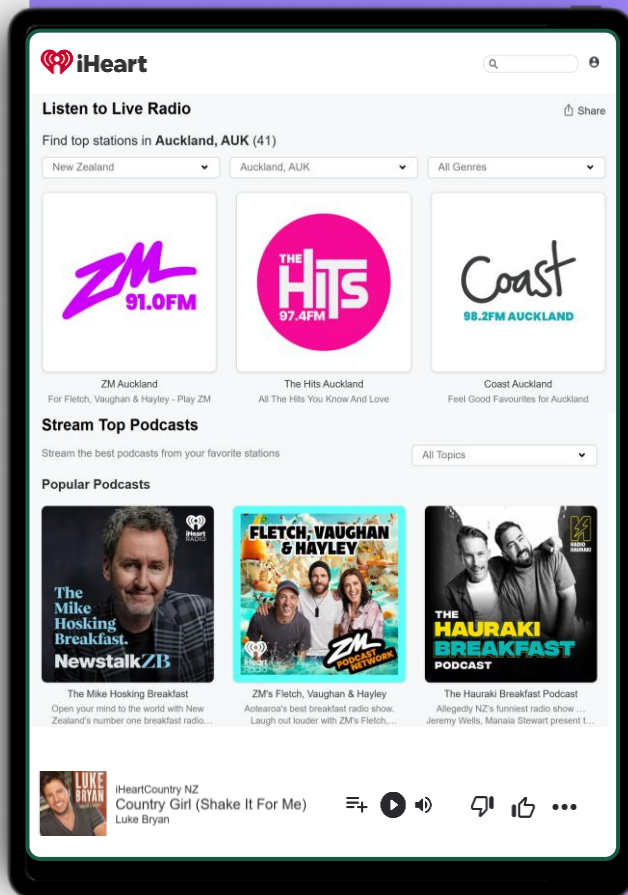 iHeart
Listen to Live Radio
Share
Find top stations in Auckland, AUK (41)
New Zealand
Auckland, AUK
All Genres
ZM
91.0FM
THE
HITS
97.4FM
Coast
98.2FM AUCKLAND
ZM Auckland
For Fletch, Vaughan & Hayley - Play ZM
The Hits Auckland
All The Hits You Know And Love
Coast Auckland
Feel Good Favourites for Auckland
Stream Top Podcasts
Stream the best podcasts from your favorite stations
All Topics
Popular Podcasts
iHeart
RADIO
The
Mike
Hosking
Breakfast.
Newstalk ZB
FLETCH, VAUGHAN
& HAYLEY
iHeart
RADIO
ZM
PODCAST
NETWORK
RADIO
HAURAKI
THE
HAURAKI
BREAKFAST
PODCAST
The Mike Hosking Breakfast
Open your mind to the world with New
Zealand's number one breakfast radio...
ZM's Fletch, Vaughan & Hayley
Aotearoa's best breakfast radio show.
Laugh out louder with ZM's Fletch,...
The Hauraki Breakfast Podcast
Allegedly NZ's funniest radio show ...
Jeremy Wells, Manaia Stewart present t...
LUKE
BRYAN
iHeartCountry NZ
Country Girl (Shake It For Me)
Luke Bryan